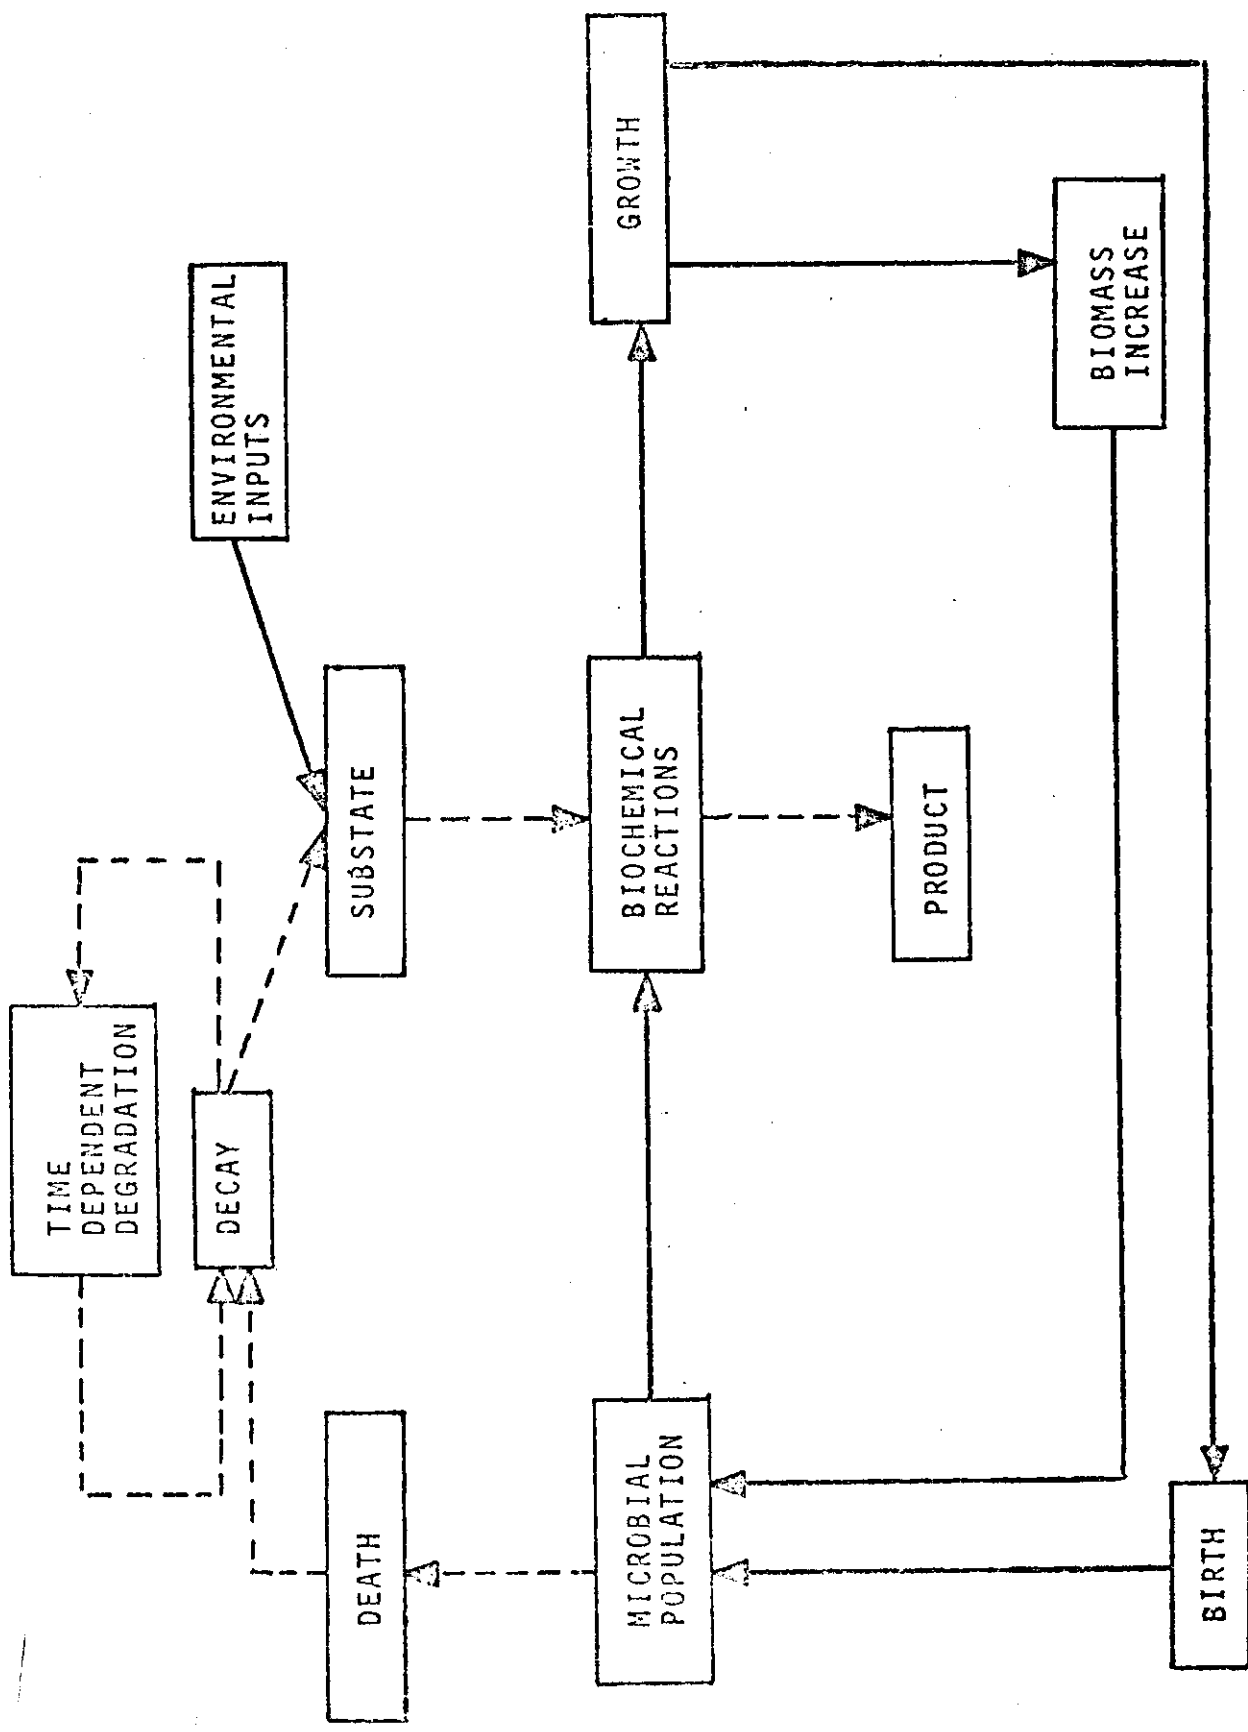 TIME
DEPENDENT
DEGRADATION
DECAY
ENVIRONMENTAL
INPUTS
DEATH
SUBSTATE
MICROBIAL
POPULATION
BIOCHEMICAL
REACTIONS
GROWTH
PRODUCT
BIOMASS
INCREASE
BIRTH